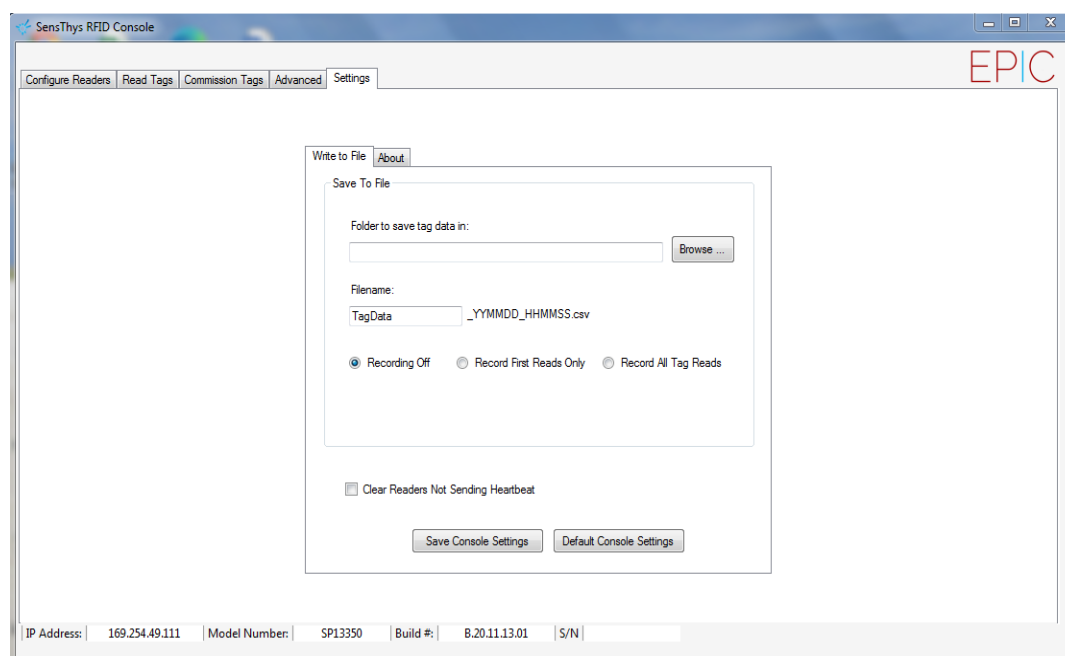 SensThys RFID Console
EPIC
Configure Readers Read Tags Commission Tags Advanced Settings
Write to File About
Save To File
Folder to save tag data in:
Browse ...
Filename:
TagData _YYMMDD_HHMMSS.csv
Recording Off Record First Reads Only Record All Tag Reads
Clear Readers Not Sending Heartbeat
Save Console Settings Default Console Settings
IP Address: 169.254.49.111 Model Number: SP13350 Build #: B.20.11.13.01 S/N